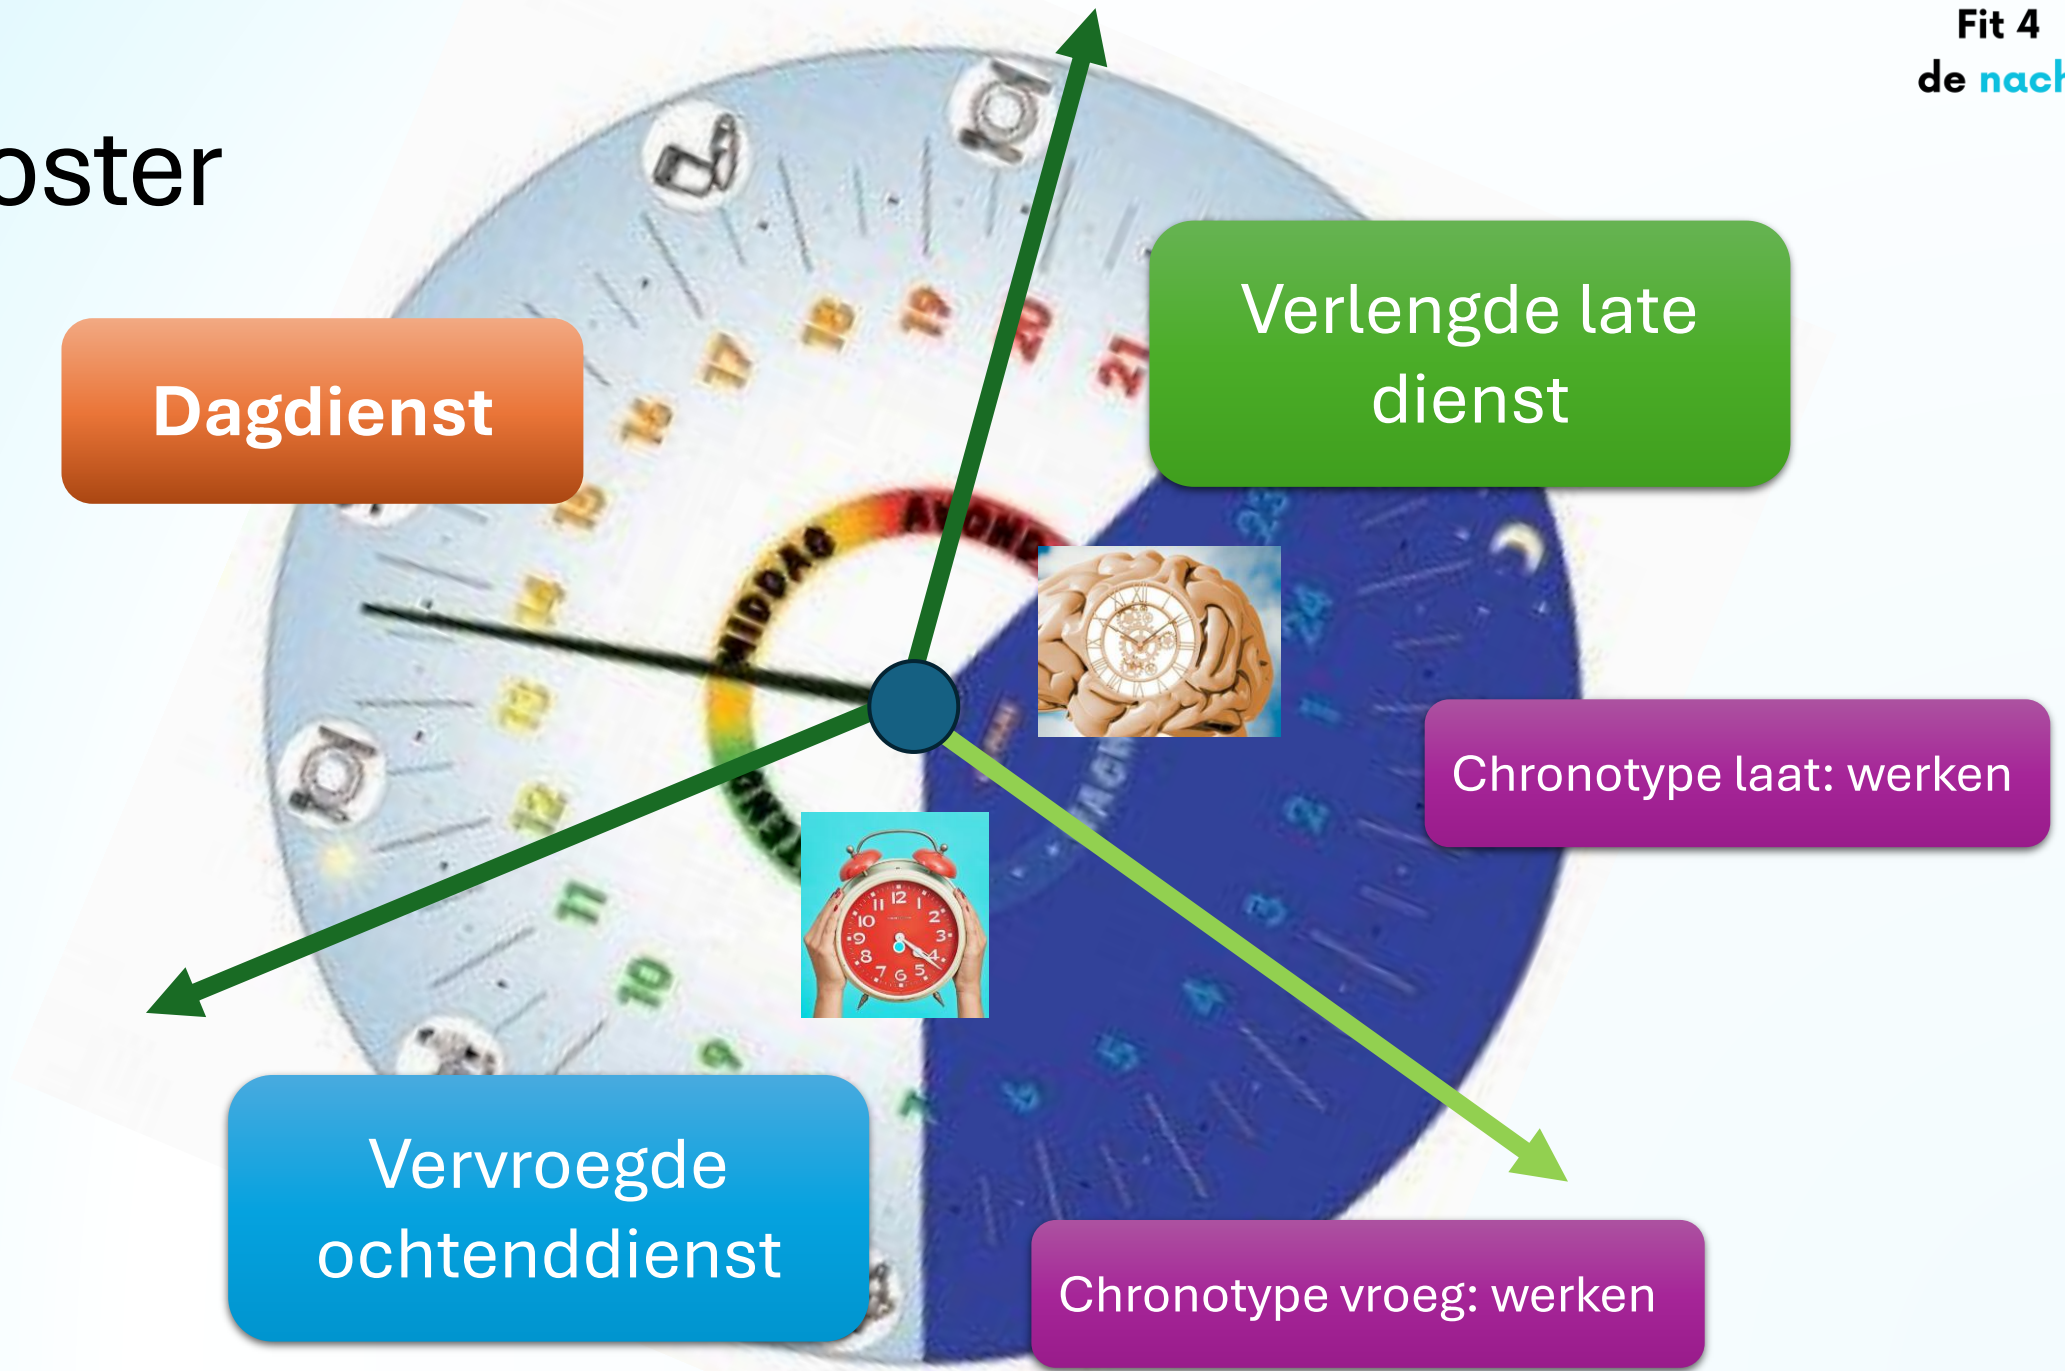 Fit 4
de nach
oster
Dagdienst
Verlengde late
dienst
Chronotype laat: werken
Vervroegde
ochtenddienst
Chronotype vroeg: werken
MIDDAG
AVOND
7
9
10
11
12
13
14
15
16
17
18
19
20
21
23
24
1
2
3
4
5
6
12
1
2
3
4
5
6
7
8
9
10
11